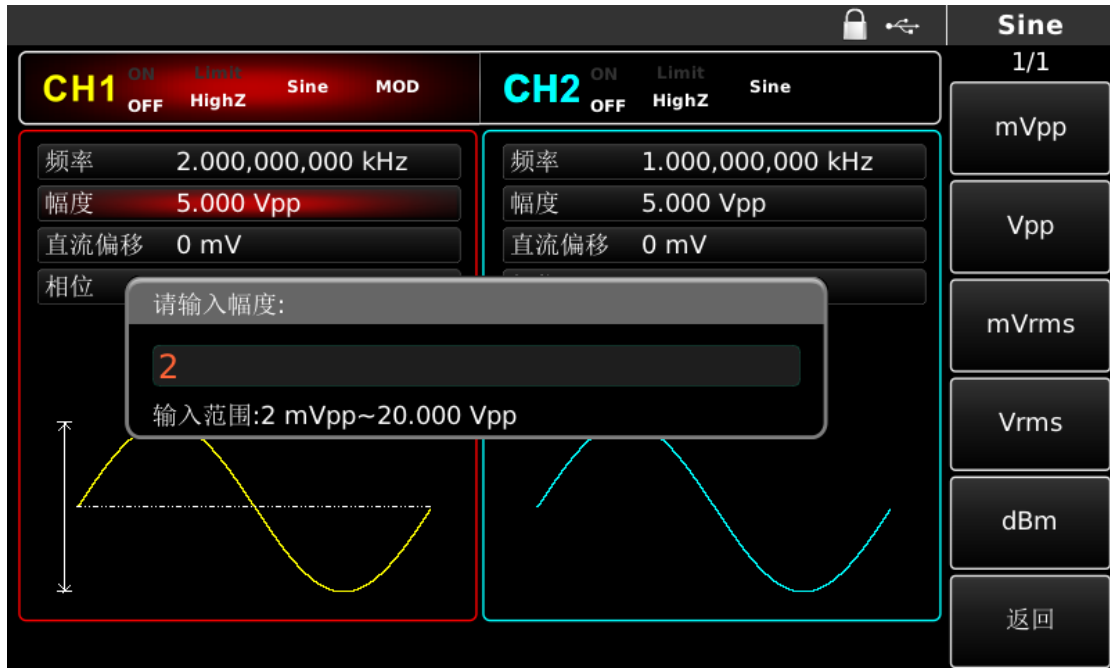 Sine
1/1
CH1 ON OFF Limit HighZ Sine MOD
CH2 ON OFF Limit HighZ Sine
频率 2.000,000,000 kHz
幅度 5.000 Vpp
直流偏移 0 mV
相位
频率 1.000,000,000 kHz
幅度 5.000 Vpp
直流偏移 0 mV
请输入幅度:
2
输入范围:2 mVpp~20.000 Vpp
mVpp
Vpp
mVrms
Vrms
dBm
返回